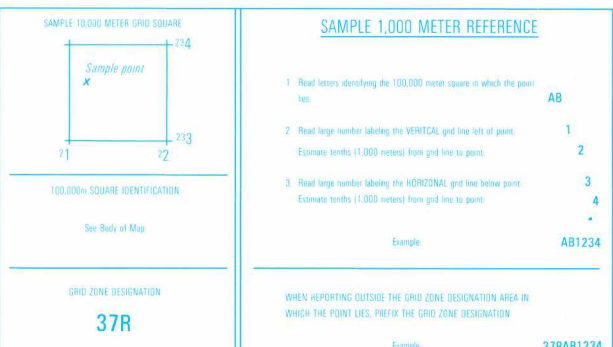 SAMPLE 10,000 METER GRID SQUARE
234
Sample point
x
233
21 22
100,000m SQUARE IDENTIFICATION
See Body of Map
GRID ZONE DESIGNATION
37R
SAMPLE 1,000 METER REFERENCE
1 Read letters identifying the 100,000 meter square in which the point
lies. AB
2 Read large number labeling the VERITCAL grid line left of point. 1
Estimate tenths (1,000 meters) from grid line to point. 2
3. Read large number labeling the HORIZONAL grid line below point. 3
Estimate tenths (1,000 meters) from grid line to point. 4
Example: AB1234
WHEN REPORTING OUTSIDE THE GRID ZONE DESIGNATION AREA IN
WHICH THE POINT LIES, PREFIX THE GRID ZONE DESIGNATION
Example: 37RAB1234